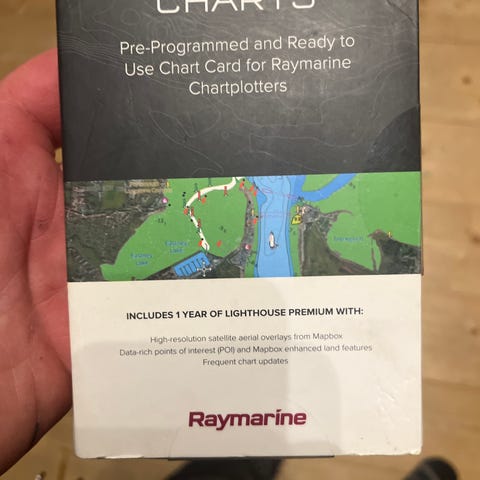 CHARTS
Pre-Programmed and Ready to
Use Chart Card for Raymarine
Chartplotters
Eastney
Lake
INCLUDES 1 YEAR OF LIGHTHOUSE PREMIUM WITH:
High-resolution satellite aerial overlays from Mapbox
Data-rich points of interest (POI) and Mapbox enhanced land features
Frequent chart updates
Raymarine